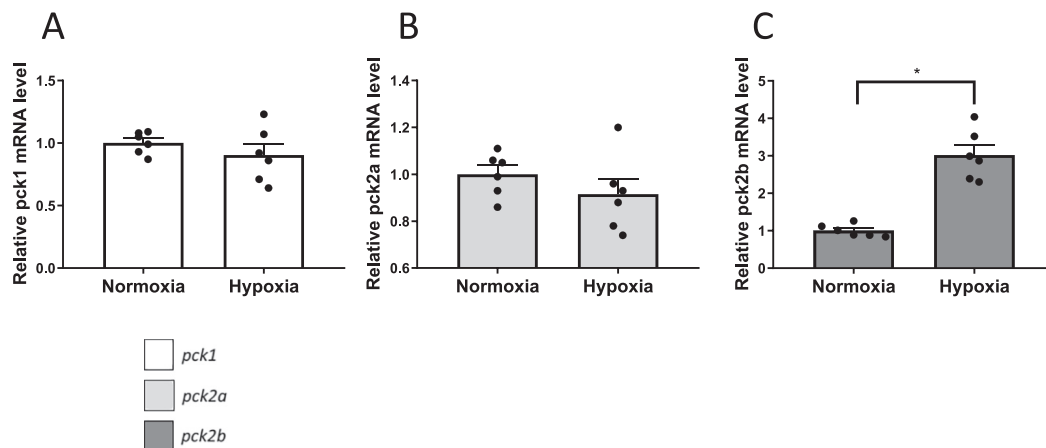 A
Relative pck1 mRNA level
1.5
1.0
0.5
0.0
Normoxia Hypoxia
B
Relative pck2a mRNA level
1.4
1.2
1.0
0.8
0.6
Normoxia Hypoxia
C
Relative pck2b mRNA level
5
4
3
2
1
0
*
Normoxia Hypoxia
pck1
pck2a
pck2b